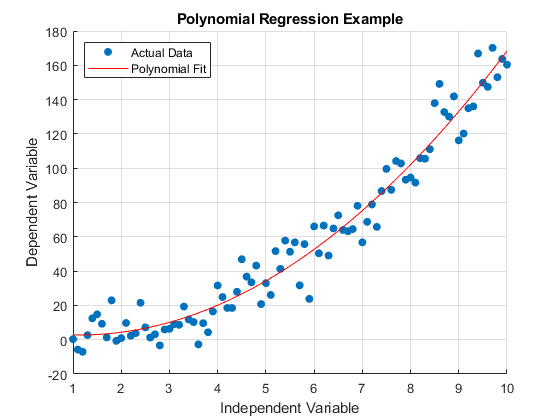 Polynomial Regression Example
Actual Data
Polynomial Fit
180
160
140
120
100
80
60
40
20
0
-20
Dependent Variable
1 2 3 4 5 6 7 8 9 10
Independent Variable